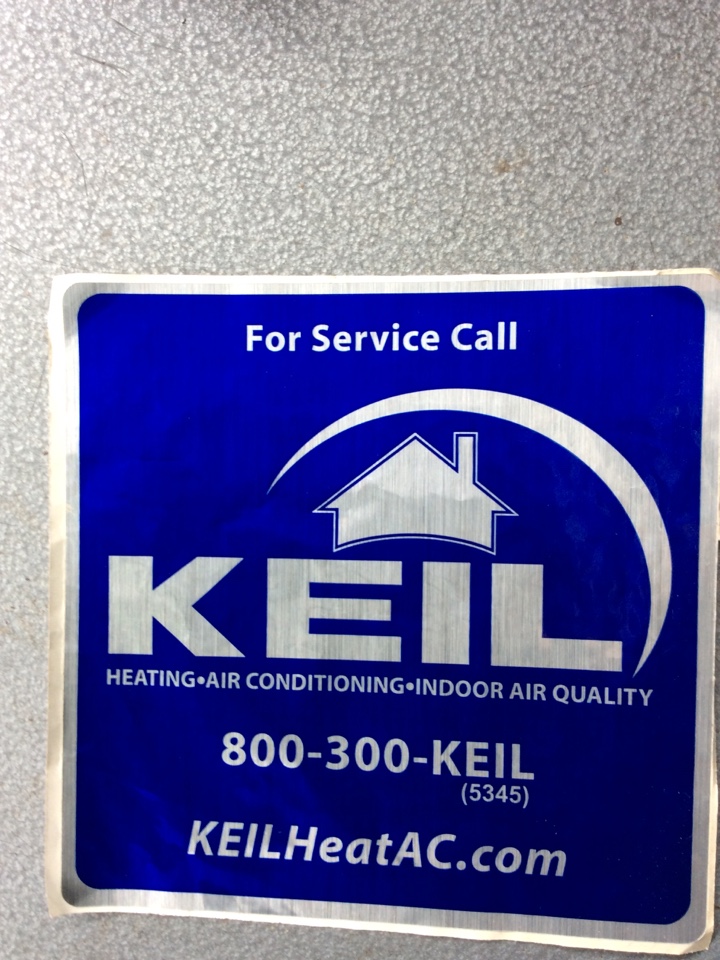 For Service Call
KEIL
HEATING•AIR CONDITIONING•INDOOR AIR QUALITY
800-300-KEIL
(5345)
KEILHeatAC.com